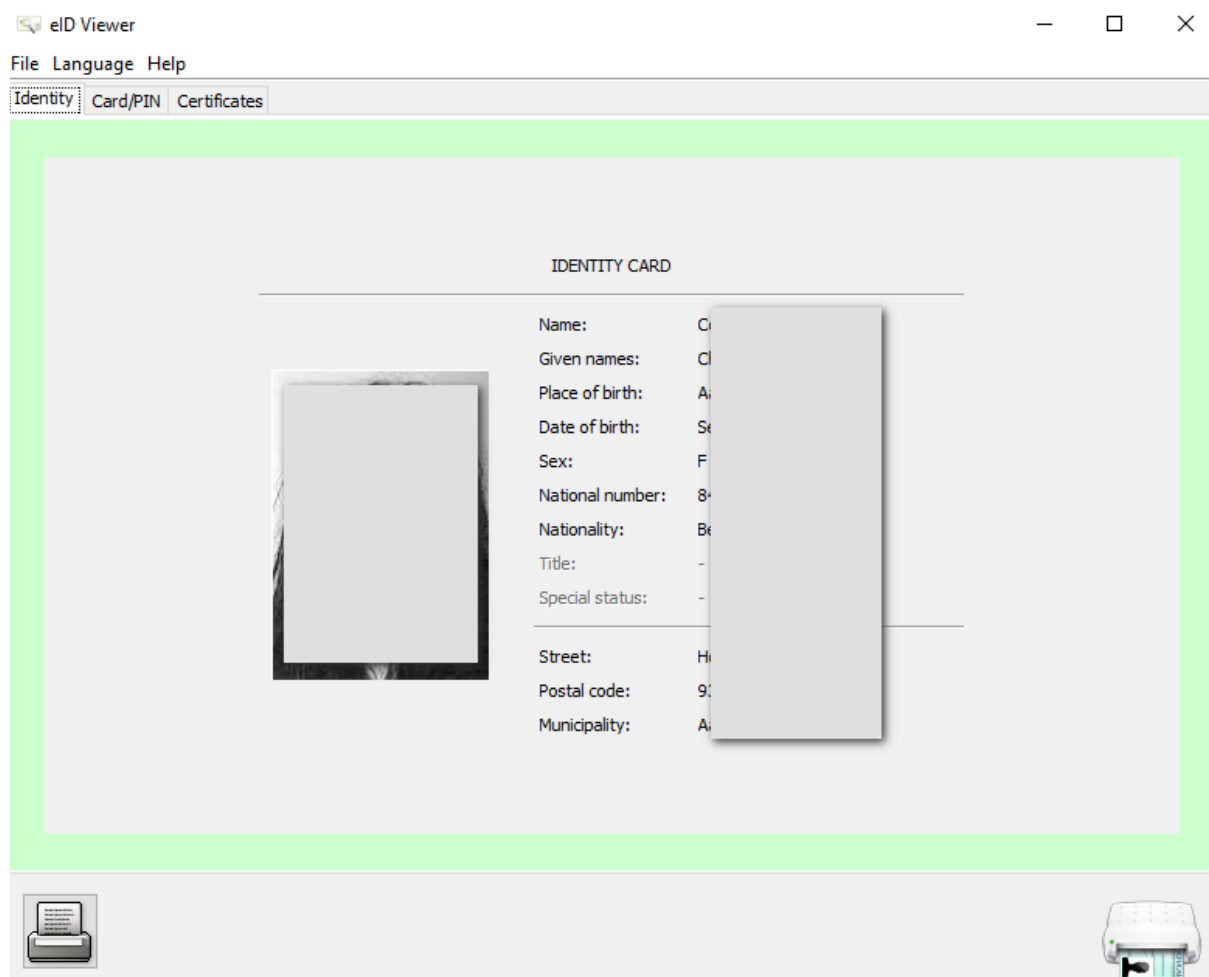 eID Viewer
File Language Help
Identity Card/PIN Certificates
IDENTITY CARD
Name:
Given names:
Place of birth:
Date of birth:
Sex: F
National number:
Nationality:
Title: -
Special status: -
Street:
Postal code:
Municipality: